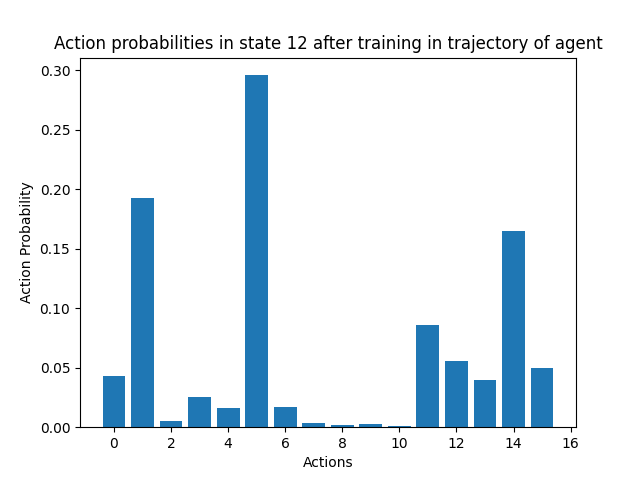 Action probabilities in state 12 after training in trajectory of agent
0.30
0.25
0.20
0.15
0.10
0.05
0.00
Action Probability
0 2 4 6 8 10 12 14 16
Actions